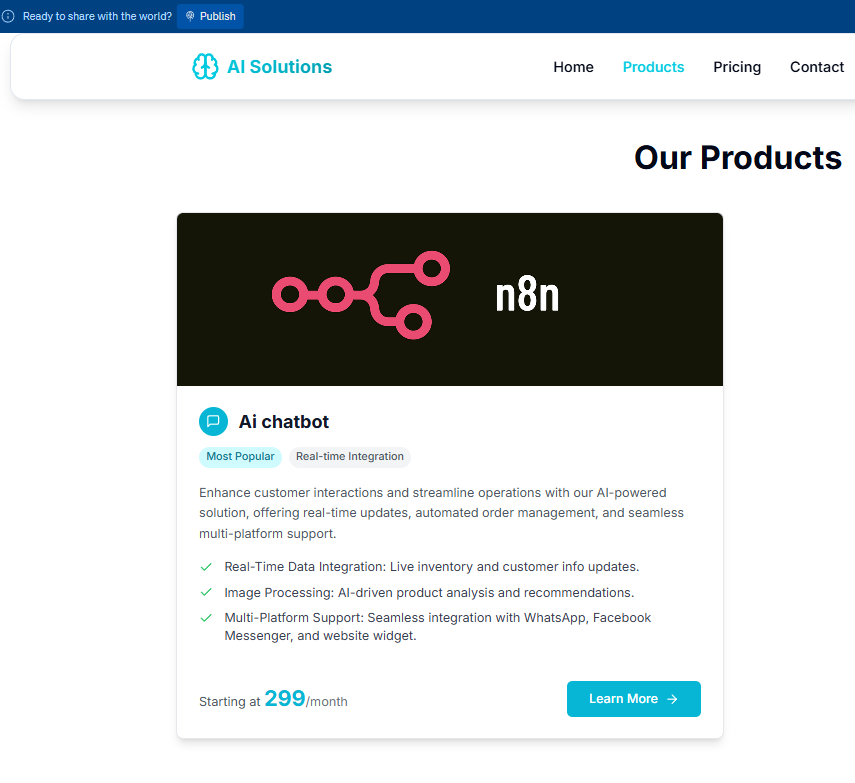 Ready to share with the world? Publish
AI Solutions
Home Products Pricing Contact
Our Products
n8n
Ai chatbot
Most Popular Real-time Integration
Enhance customer interactions and streamline operations with our AI-powered
solution, offering real-time updates, automated order management, and seamless
multi-platform support.
Real-Time Data Integration: Live inventory and customer info updates.
Image Processing: AI-driven product analysis and recommendations.
Multi-Platform Support: Seamless integration with WhatsApp, Facebook
Messenger, and website widget.
Starting at 299/month
Learn More